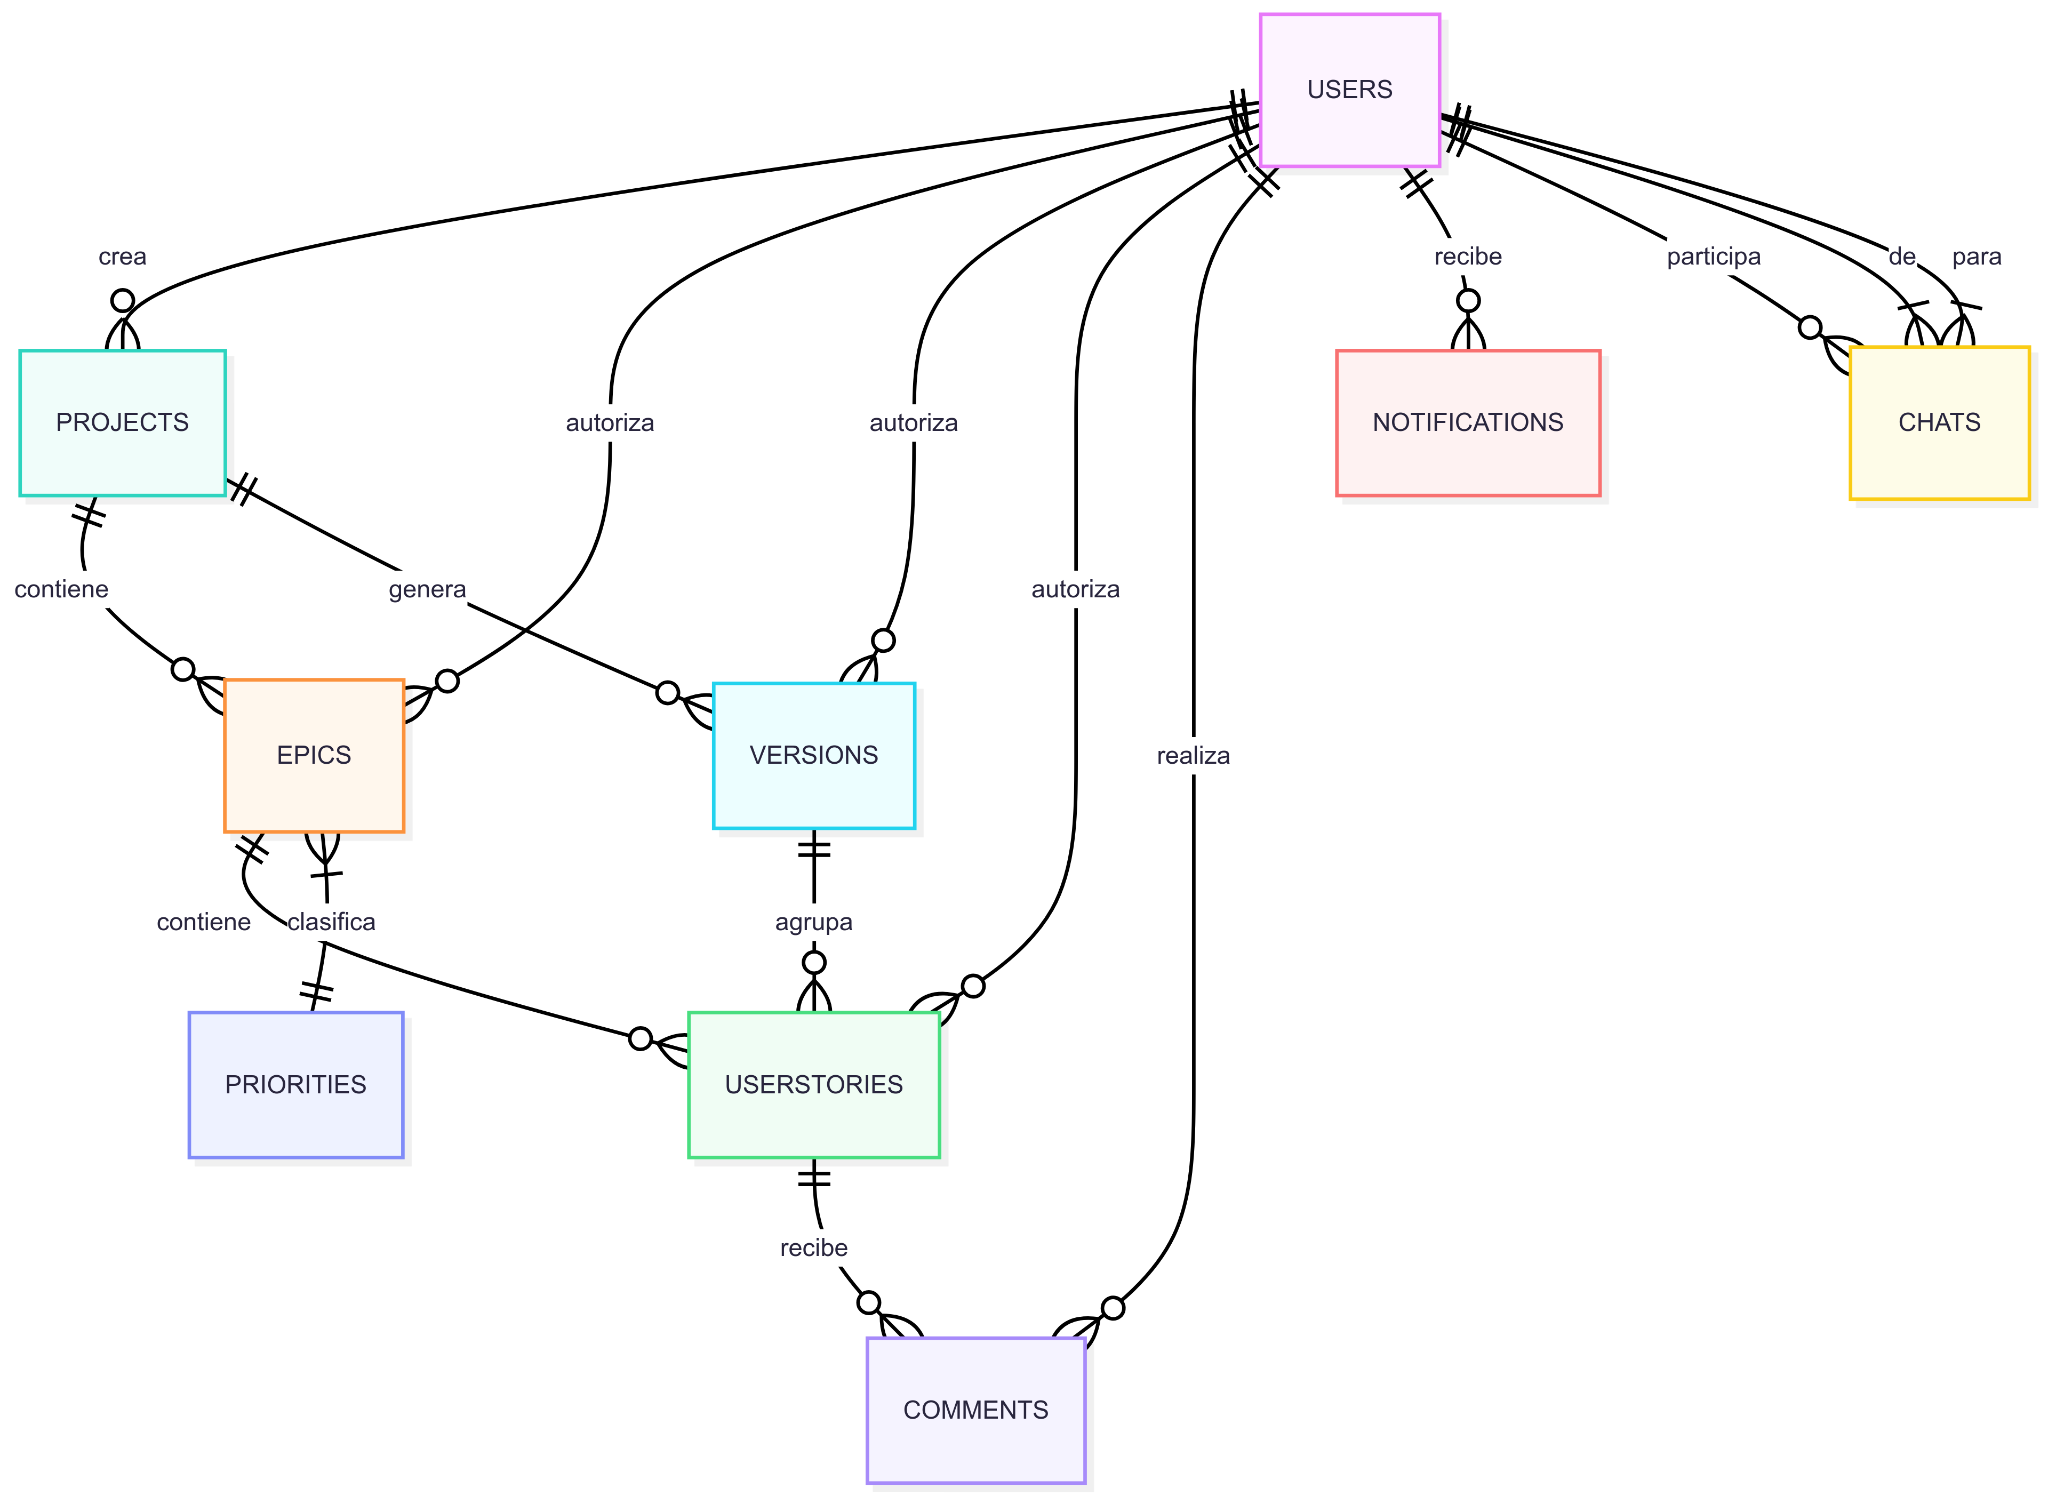 USERS
crea
recibe
participa
de
para
PROJECTS
autoriza
autoriza
NOTIFICATIONS
CHATS
contiene
genera
autoriza
EPICS
VERSIONS
realiza
contiene
clasifica
agrupa
PRIORITIES
USERSTORIES
recibe
COMMENTS